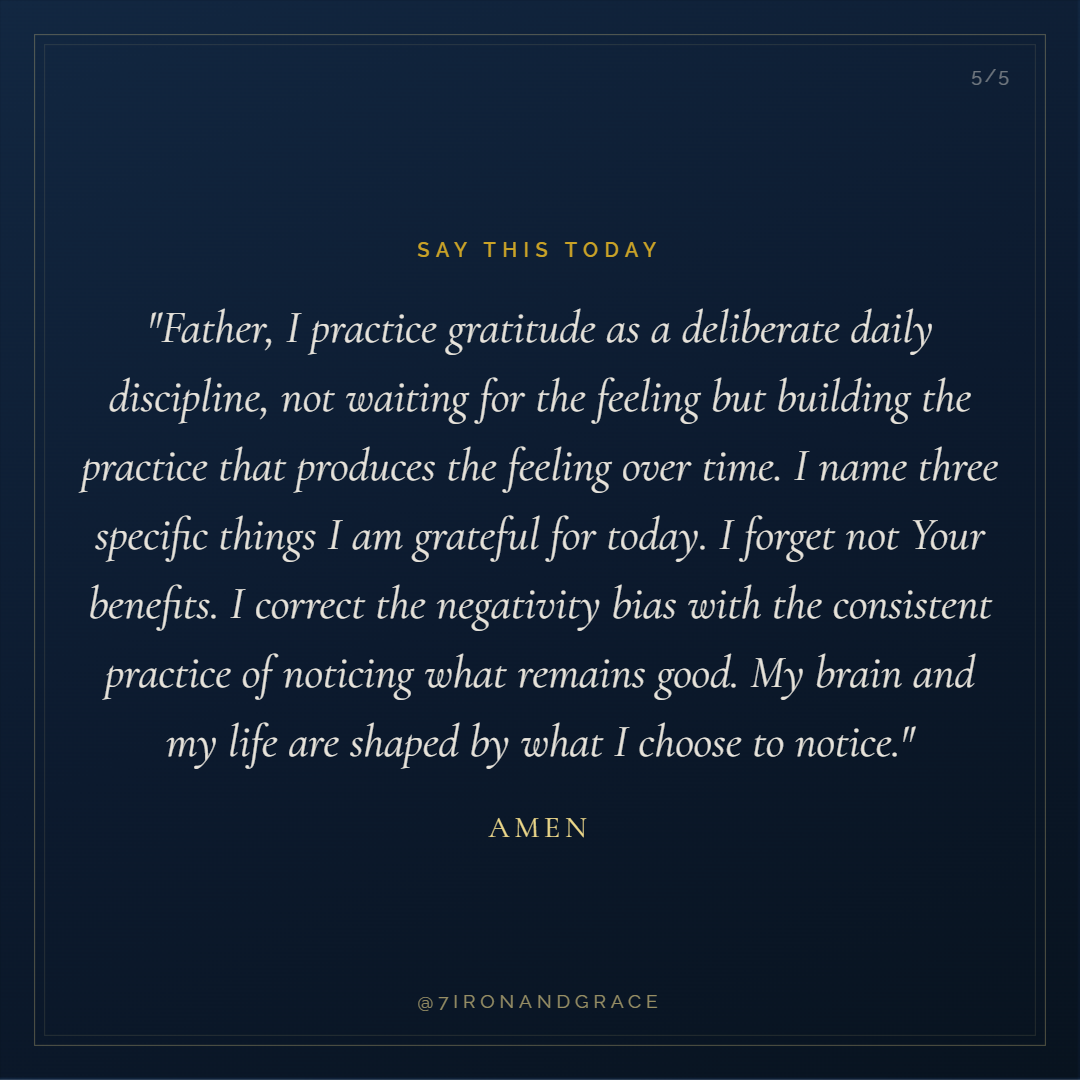 5/5
SAY THIS TODAY
"Father, I practice gratitude as a deliberate daily
discipline, not waiting for the feeling but building the
practice that produces the feeling over time. I name three
specific things I am grateful for today. I forget not Your
benefits. I correct the negativity bias with the consistent
practice of noticing what remains good. My brain and
my life are shaped by what I choose to notice."
AMEN
@7IRONANDGRACE